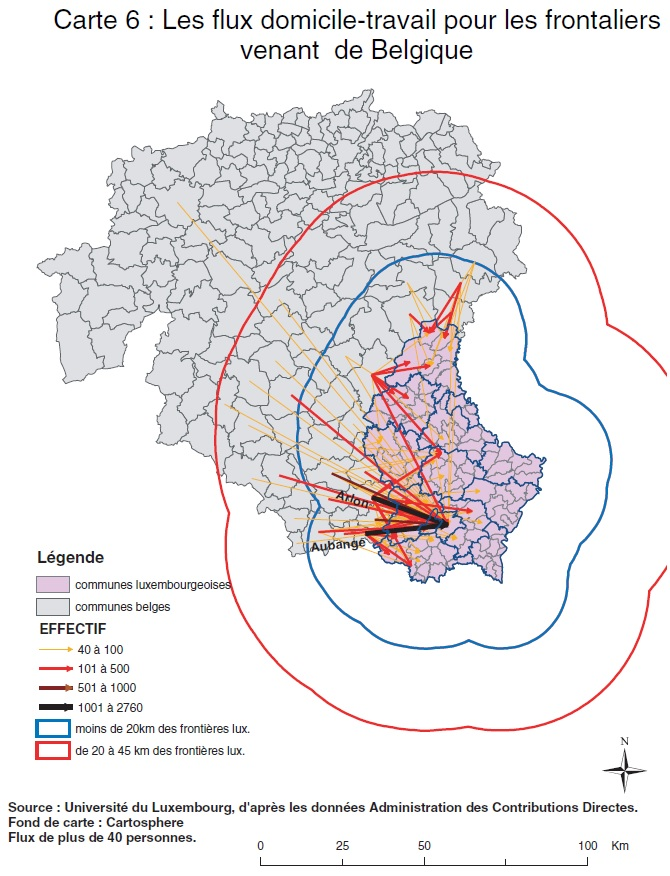 Carte 6 : Les flux domicile-travail pour les frontaliers
venant de Belgique
Arlon
Aubange
Légende
communes luxembourgeoises
communes belges
EFFECTIF
40 à 100
101 à 500
501 à 1000
1001 à 2760
moins de 20km des frontières lux.
de 20 à 45 km des frontières lux.
N
Source : Université du Luxembourg, d'après les données Administration des Contributions Directes.
Fond de carte : Cartosphere
Flux de plus de 40 personnes.
0 25 50 100 Km